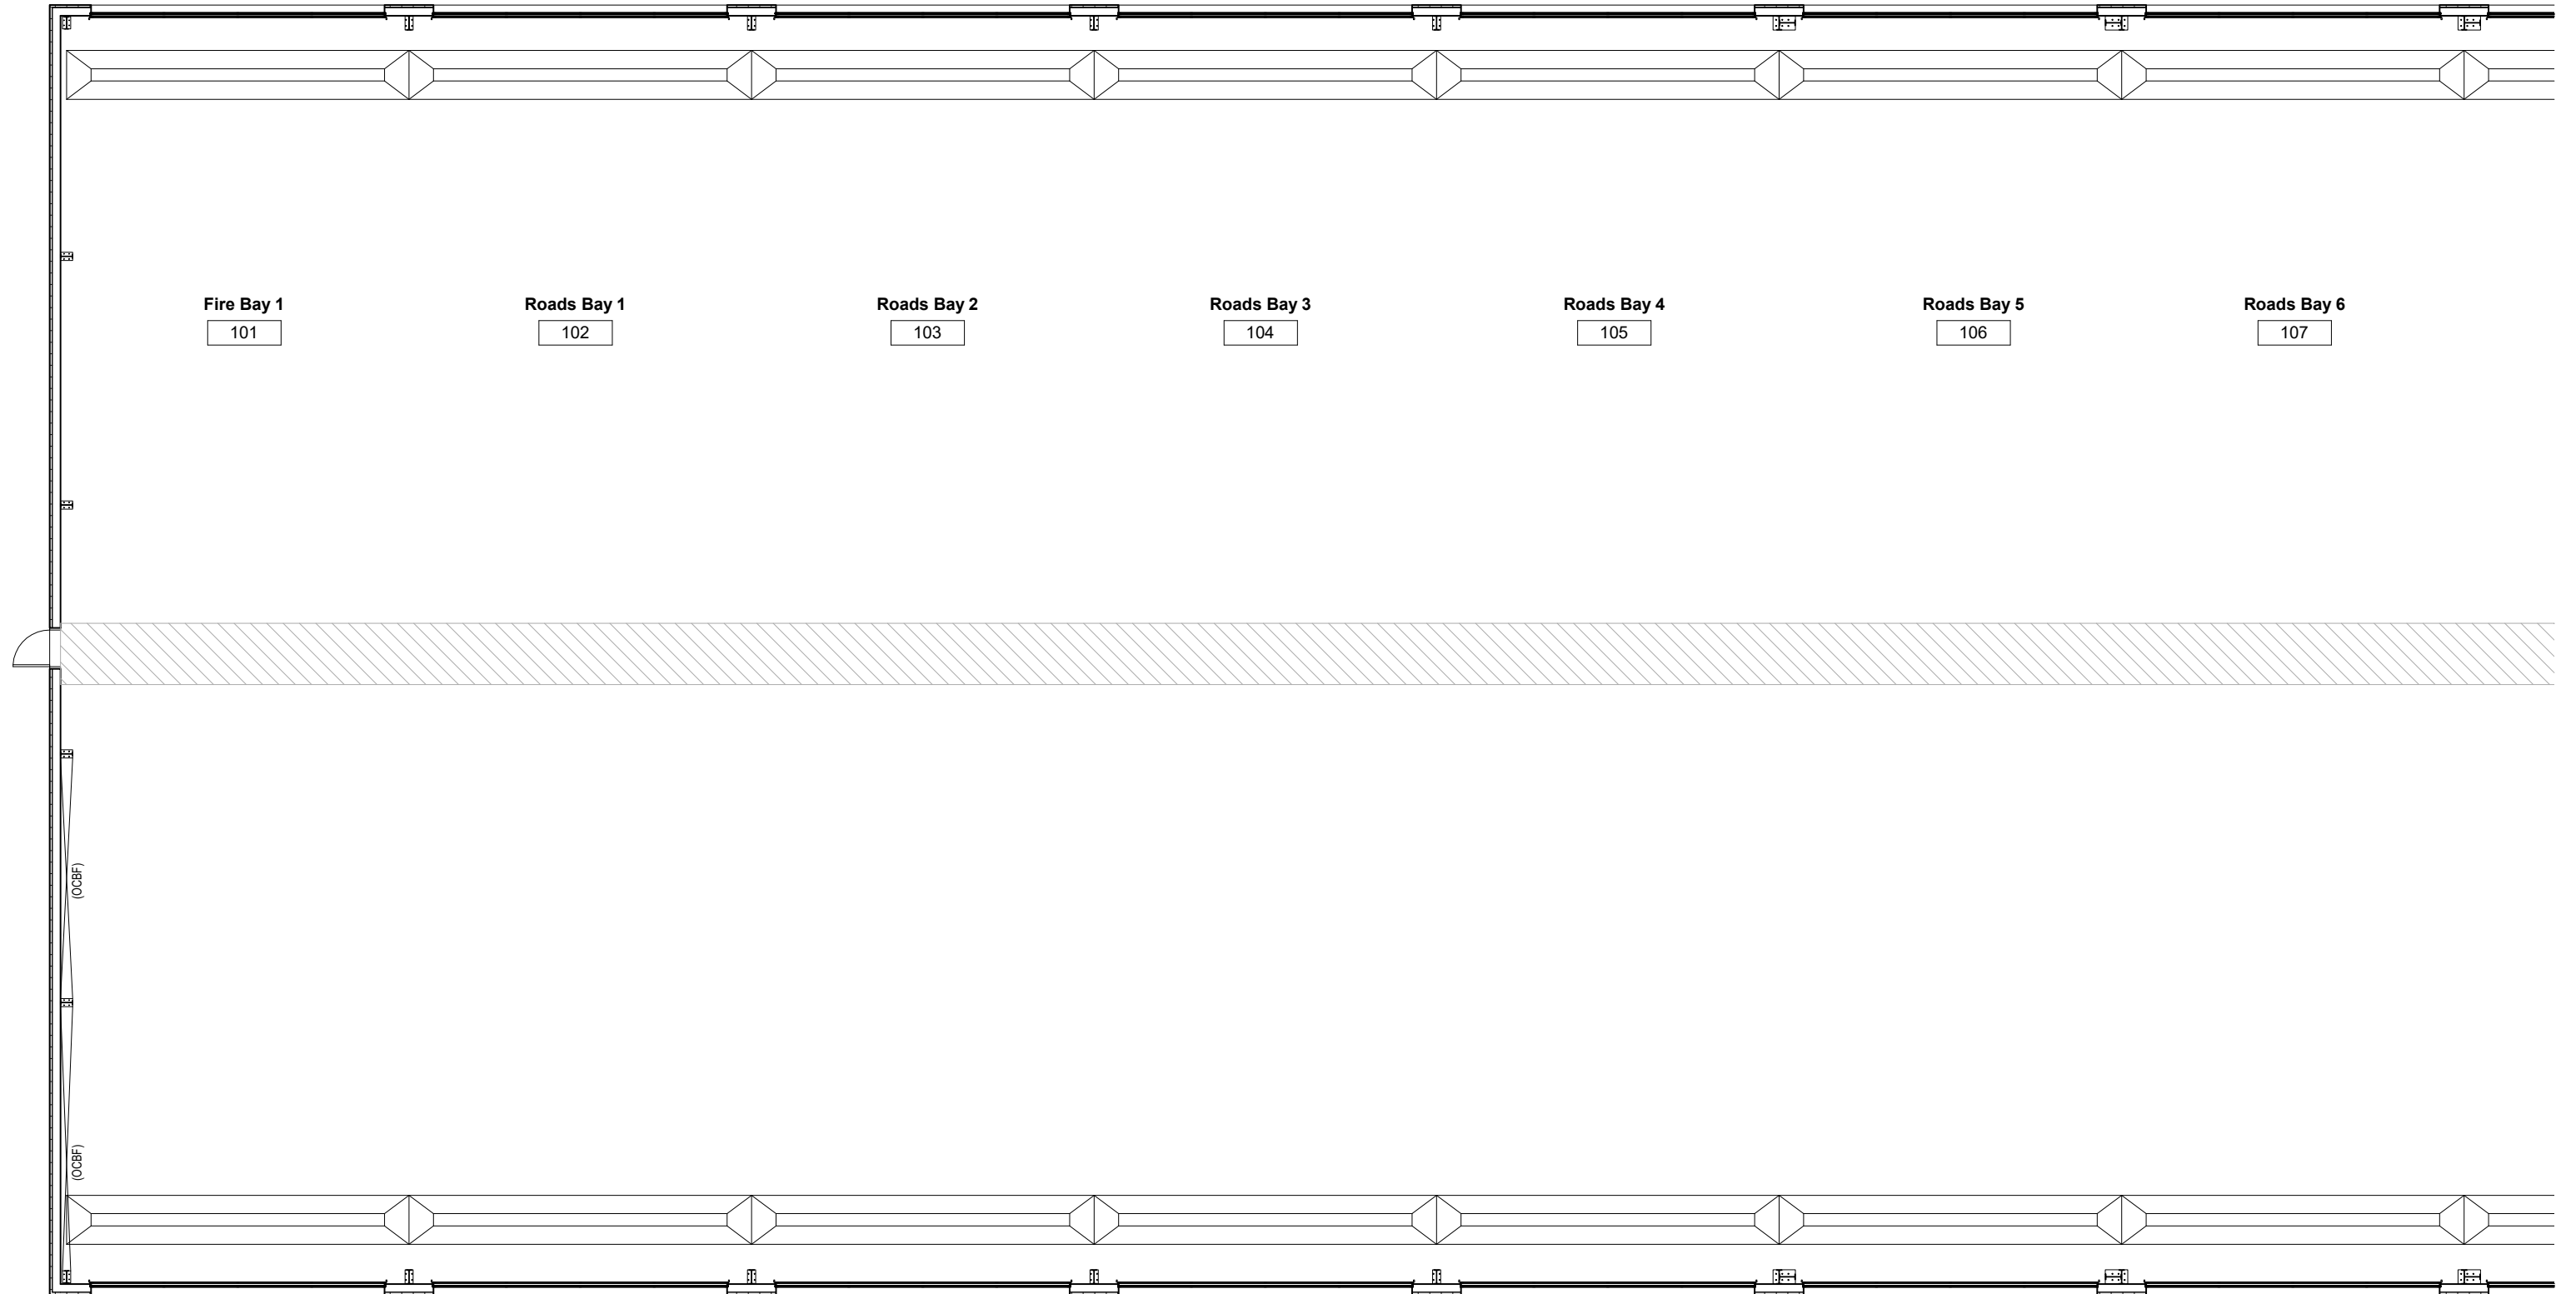 Fire Bay 1
101
Roads Bay 1
102
Roads Bay 2
103
Roads Bay 3
104
Roads Bay 4
105
Roads Bay 5
106
Roads Bay 6
107
(OCBF)
(OCBF)